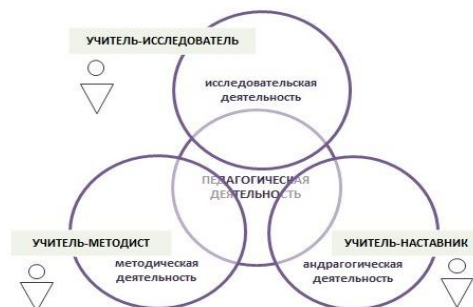 УЧИТЕЛЬ-ИССЛЕДОВАТЕЛЬ
исследовательская
деятельность
ПЕДАГОГИЧЕСКАЯ
ДЕЯТЕЛЬНОСТЬ
УЧИТЕЛЬ-МЕТОДИСТ
методическая
деятельность
УЧИТЕЛЬ-НАСТАВНИК
андрагогическая
деятельность